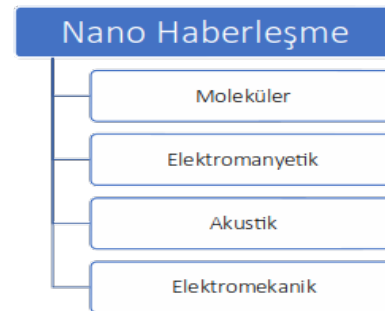 Nano Haberleşme
Moleküler
Elektromanyetik
Akustik
Elektromekanik